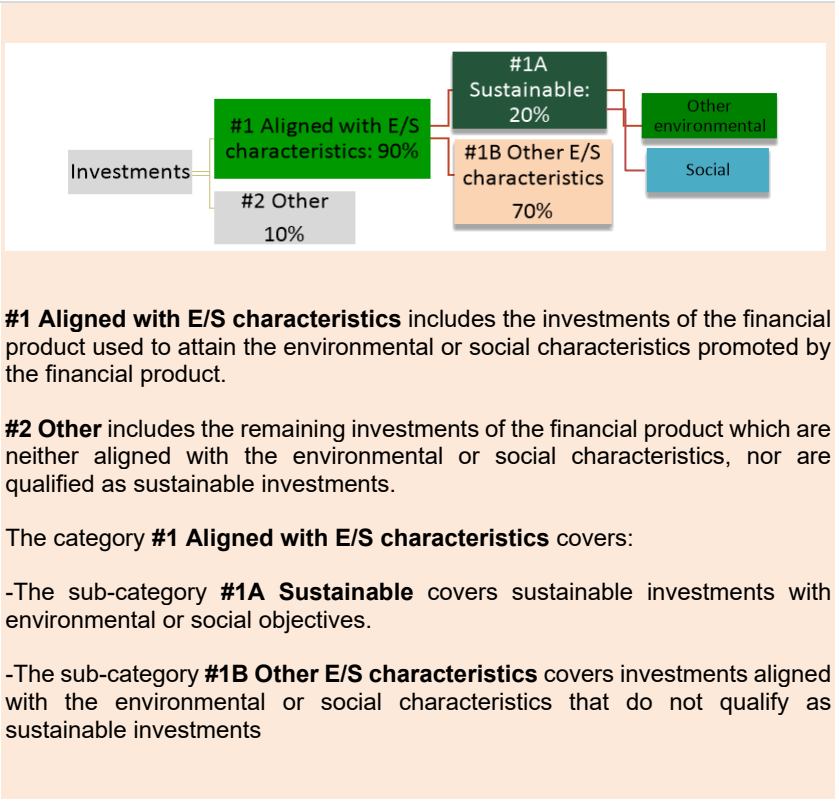 #1A
Sustainable:
20%
Other
environmental
#1 Aligned with E/S
characteristics: 90%
#1B Other E/S
characteristics
70%
Social
Investments
#2 Other
10%
#1 Aligned with E/S characteristics includes the investments of the financial
product used to attain the environmental or social characteristics promoted by
the financial product.
#2 Other includes the remaining investments of the financial product which are
neither aligned with the environmental or social characteristics, nor are
qualified as sustainable investments.
The category #1 Aligned with E/S characteristics covers:
-The sub-category #1A Sustainable covers sustainable investments with
environmental or social objectives.
-The sub-category #1B Other E/S characteristics covers investments aligned
with the environmental or social characteristics that do not qualify as
sustainable investments